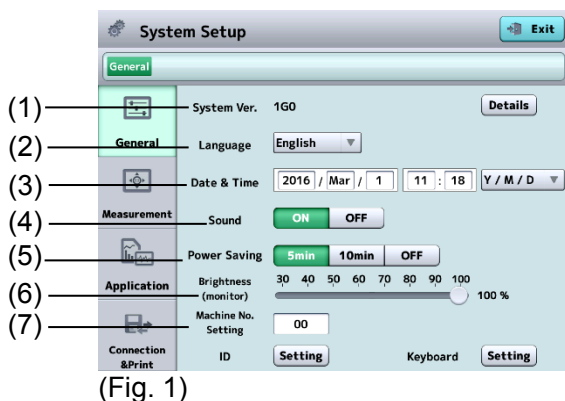 System Setup
Exit
General
(1)
System Ver.
1G0
Details
General
(2)
Language
English
(3)
Date & Time
2016 / Mar / 1
11 : 18
Y / M / D
Measurement
(4)
Sound
ON
OFF
(5)
Power Saving
5min
10min
OFF
Application
(6)
Brightness
(monitor)
30 40 50 60 70 80 90 100
100 %
(7)
Machine No.
Setting
00
Connection
&Print
ID
Setting
Keyboard
Setting
(Fig. 1)